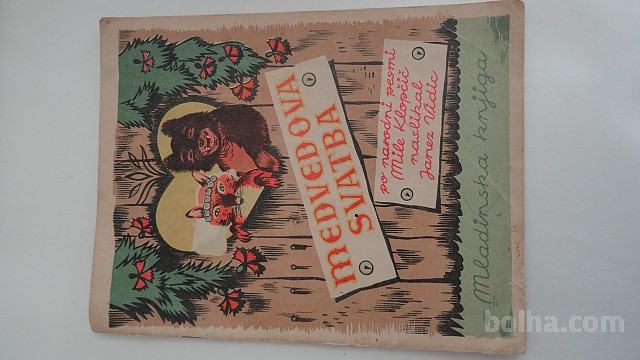 MEDVEDOVA
SVATBA
po narodni pesmi
Mile Klopčič
naslikal
Janez Vidic
Mladinska knjiga
bolha.com